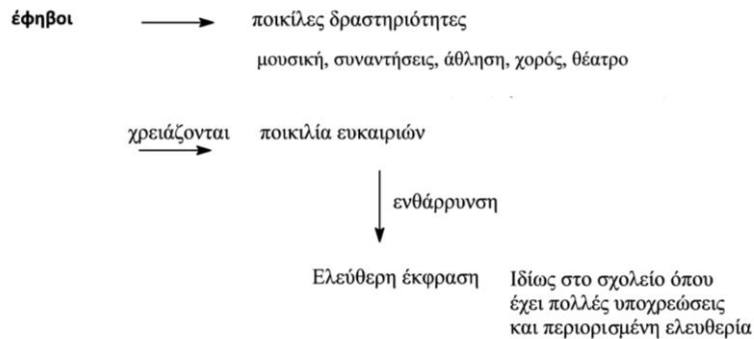 έφηβοι ποικίλες δραστηριότητες
μουσική, συναντήσεις, άθληση, χορός, θέατρο
χρειάζονται ποικιλία ευκαιριών
ενθάρρυνση
Ελεύθερη έκφραση Ιδίως στο σχολείο όπου
έχει πολλές υποχρεώσεις
και περιορισμένη ελευθερία